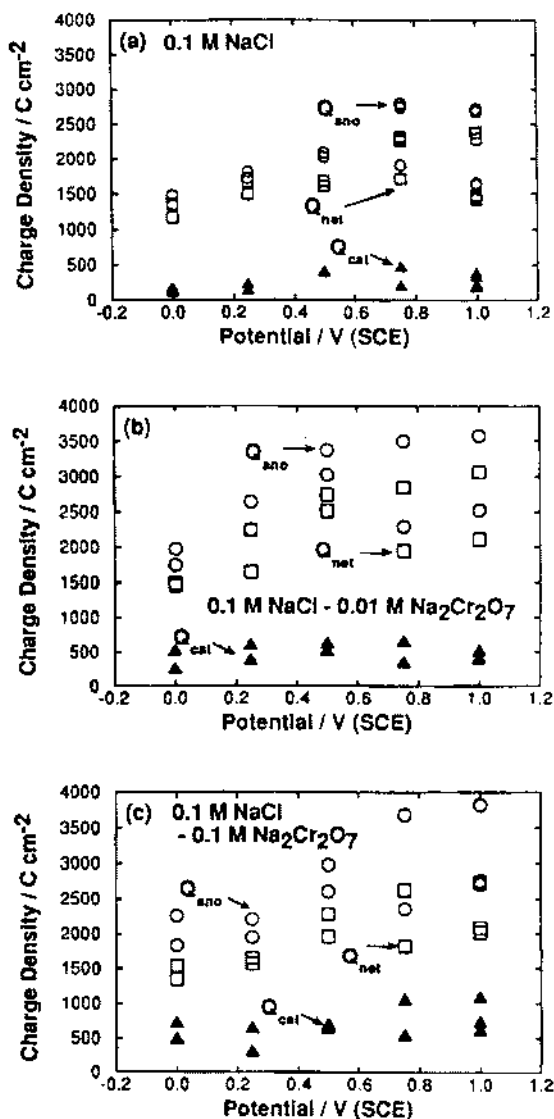 (a) 0.1 M NaCl
Charge Density / C cm-2
4000
3500
3000
2500
2000
1500
1000
500
0
Qano
Qnet
Qcat
-0.2 0.0 0.2 0.4 0.6 0.8 1.0 1.2
Potential / V (SCE)
(b)
Charge Density / C cm-2
4000
3500
3000
2500
2000
1500
1000
500
0
Qano
Qnet
0.1 M NaCl - 0.01 M Na2Cr2O7
Qcat
-0.2 0.0 0.2 0.4 0.6 0.8 1.0 1.2
Potential / V (SCE)
(c) 0.1 M NaCl
- 0.1 M Na2Cr2O7
Charge Density / C cm-2
4000
3500
3000
2500
2000
1500
1000
500
0
Qano
Qnet
Qcat
-0.2 0.0 0.2 0.4 0.6 0.8 1.0 1.2
Potential / V (SCE)